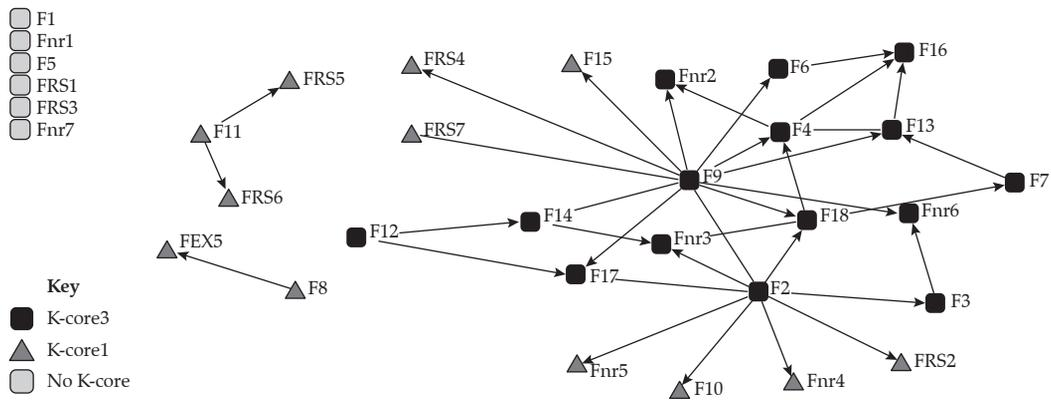 F1
Fnr1
F5
FRS1
FRS3
Fnr7
FRS5
F11
FRS6
FEX5
F8
FRS4
F15
Fnr2
F6
F16
FRS7
F4
F13
F9
F7
F12
F14
Fnr3
F18
Fnr6
F17
F2
F3
Fnr5
F10
Fnr4
FRS2
Key
K-core3
K-core1
No K-core